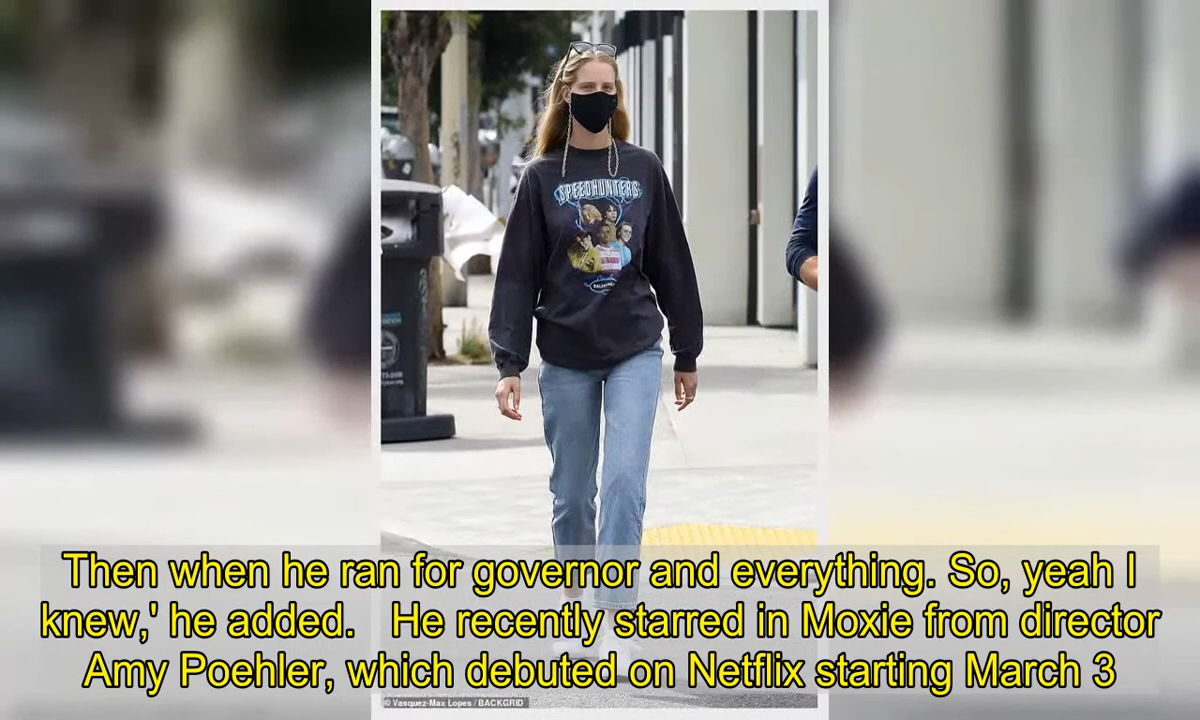 SPEEDHUNTERS
Then when he ran for governor and everything. So, yeah I
knew,' he added. He recently starred in Moxie from director
Amy Poehler, which debuted on Netflix starting March 3
© Vasquez-Max Lopes / BACKGRID